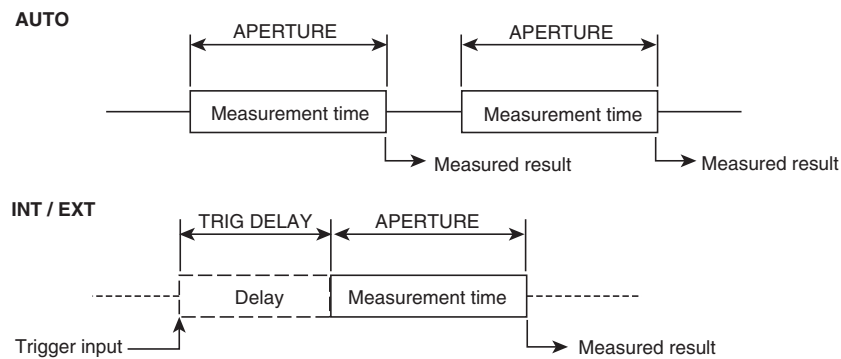 AUTO
APERTURE APERTURE
Measurement time Measurement time
Measured result Measured result
INT / EXT
TRIG DELAY APERTURE
Delay Measurement time
Trigger input Measured result